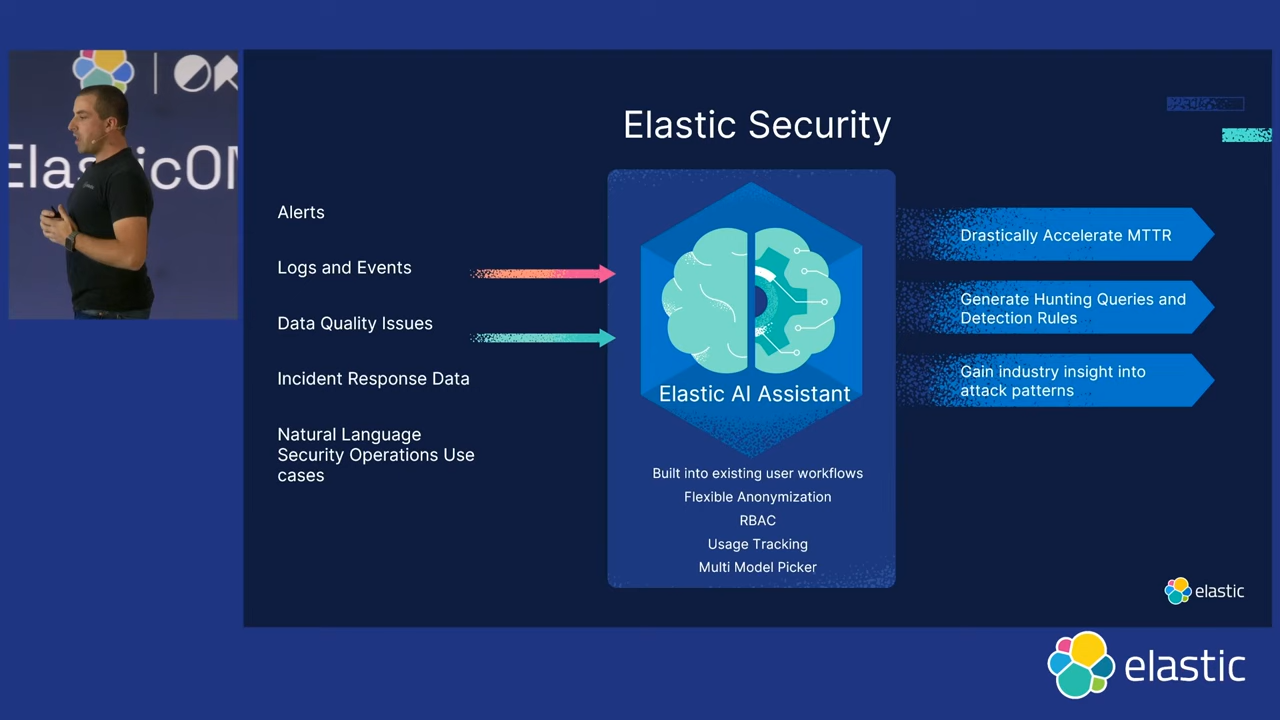 ElasticON
Elastic Security
Alerts
Logs and Events
Data Quality Issues
Incident Response Data
Natural Language
Security Operations Use
cases
Elastic AI Assistant
Built into existing user workflows
Flexible Anonymization
RBAC
Usage Tracking
Multi Model Picker
Drastically Accelerate MTTR
Generate Hunting Queries and
Detection Rules
Gain industry insight into
attack patterns
elastic
elastic